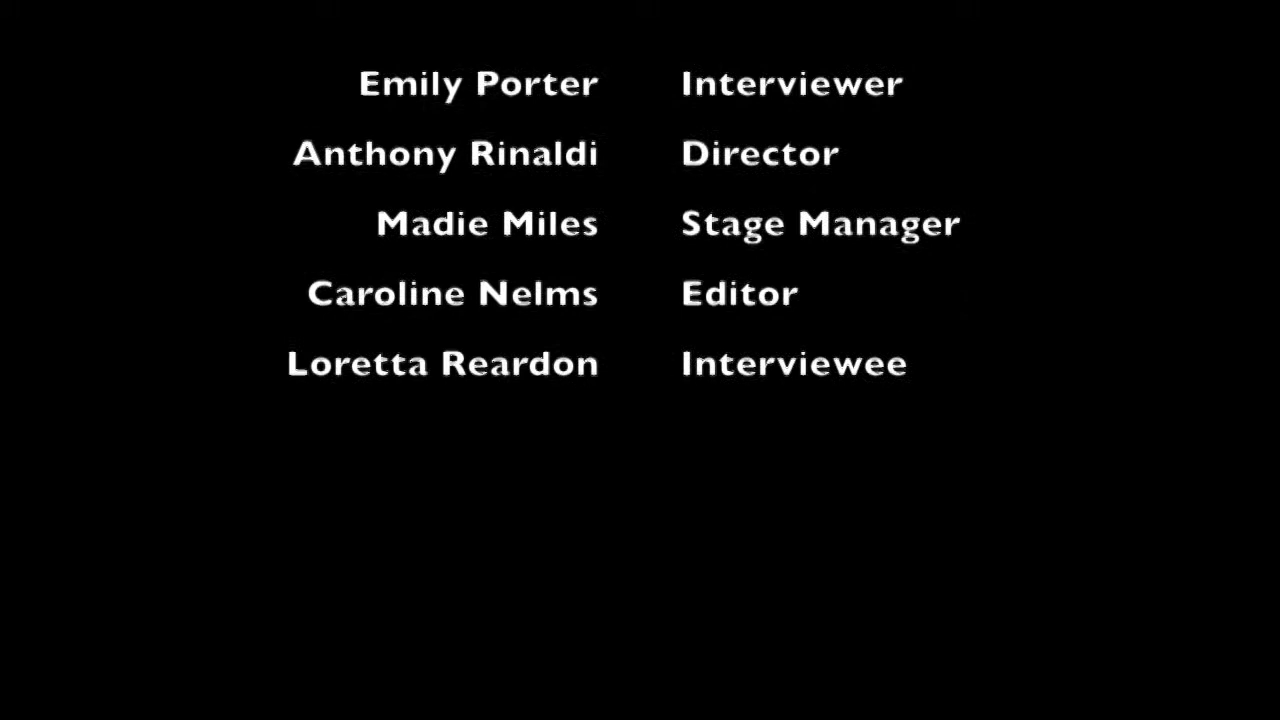 Emily Porter Interviewer
Anthony Rinaldi Director
Madie Miles Stage Manager
Caroline Nelms Editor
Loretta Reardon Interviewee